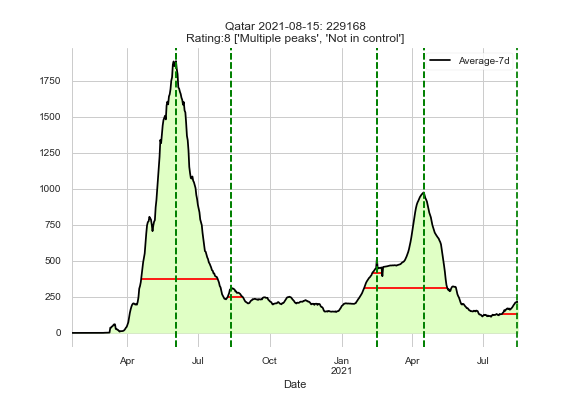 Qatar 2021-08-15: 229168
Rating:8 ['Multiple peaks', 'Not in control']
Average-7d
1750
1500
1250
1000
750
500
250
0
Apr
Jul
Oct
Jan
2021
Apr
Jul
Date